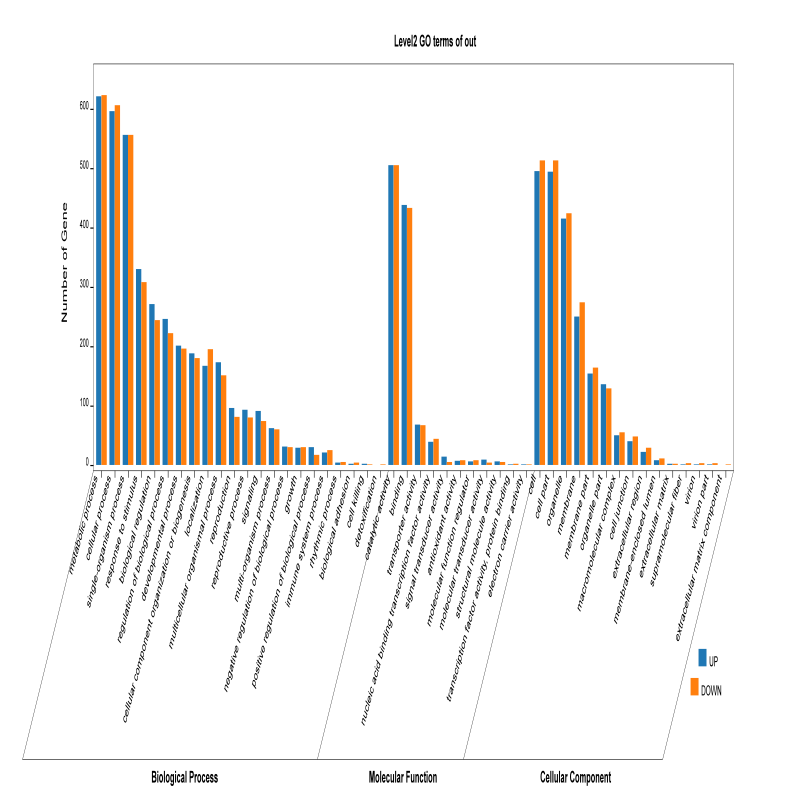 Level2 GO terms of out
Number of Gene
600
500
400
300
200
100
0
metabolic process
cellular process
single-organism process
response to stimulus
biological regulation
regulation of biological process
developmental process
cellular component organization or biogenesis
localization
multicellular organismal process
reproduction
reproductive process
signaling
multi-organism process
negative regulation of biological process
growth
positive regulation of biological process
immune system process
rhythmic process
biological adhesion
cell killing
detoxification
catalytic activity
binding
transporter activity
nucleic acid binding transcription factor activity
signal transducer activity
antioxidant activity
molecular function regulator
molecular transducer activity
structural molecule activity
transcription factor activity, protein binding
electron carrier activity
cell
cell part
organelle
membrane
membrane part
organelle part
macromolecular complex
cell junction
extracellular region
membrane-enclosed lumen
extracellular matrix
supramolecular fiber
virion
virion part
extracellular matrix component
UP
DOWN
Biological Process
Molecular Function
Cellular Component